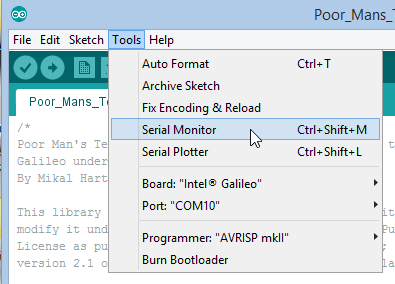 Poor_Mans_Te
File Edit Sketch Tools Help
Poor_Mans_Te
Auto Format Ctrl+T
Archive Sketch
Fix Encoding & Reload
Serial Monitor Ctrl+Shift+M
Serial Plotter Ctrl+Shift+L
Board: "Intel® Galileo"
Port: "COM10"
Programmer: "AVRISP mkII"
Burn Bootloader
/*
Poor Man's Te
Galileo under
By Mikal Hart
This library
modify it und
License as pu
version 2.1 o